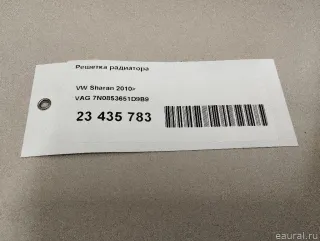 Решетка радиатора
VW Sharan 2010>
VAG 7N0853651D9B9
23 435 783
eaural.ru